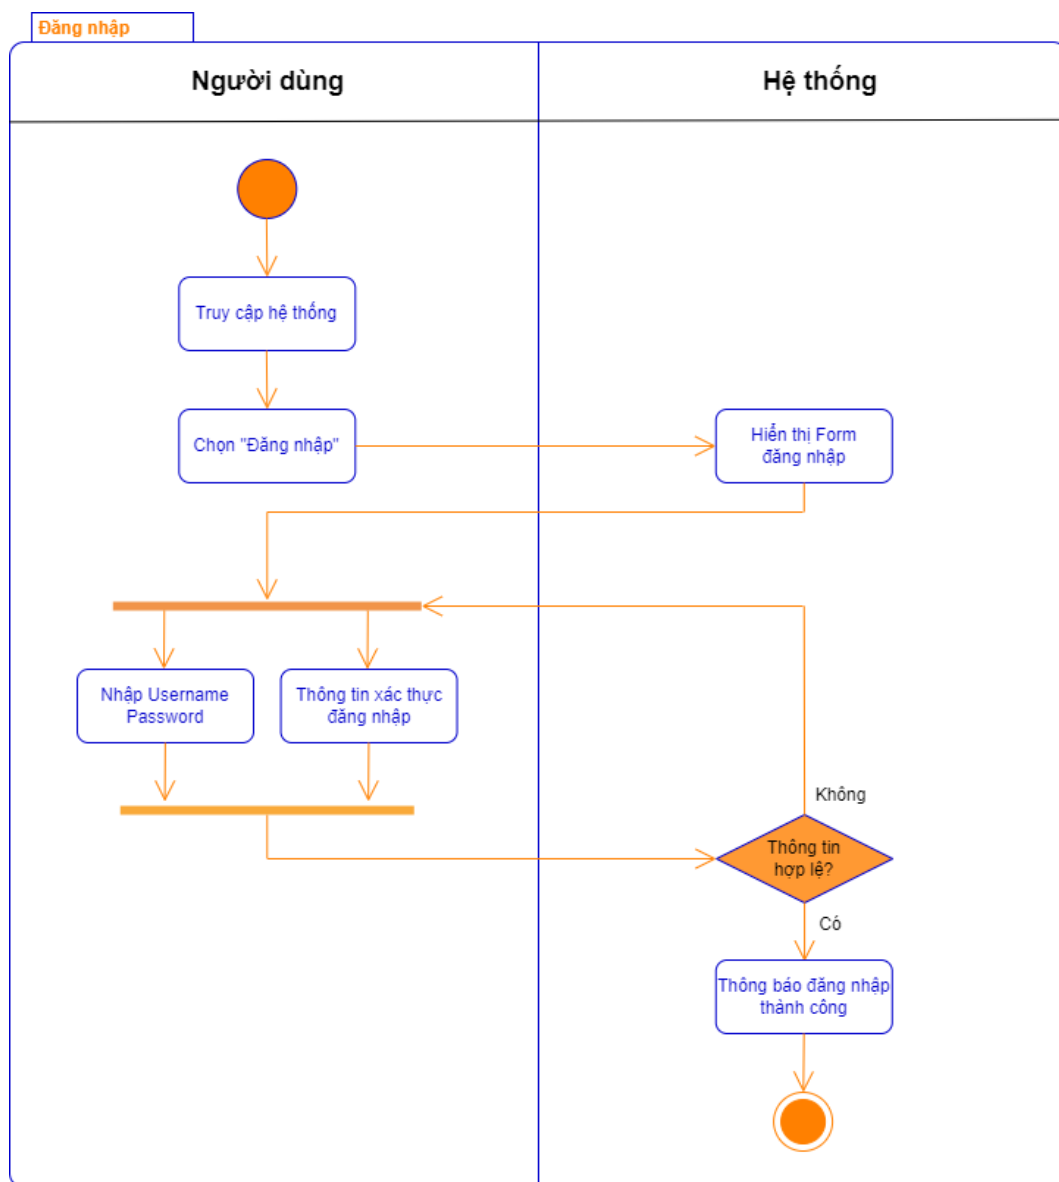 Đăng nhập
Người dùng
Hệ thống
Truy cập hệ thống
Chọn "Đăng nhập"
Hiển thị Form
đăng nhập
Nhập Username
Password
Thông tin xác thực
đăng nhập
Không
Thông tin
hợp lệ?
Có
Thông báo đăng nhập
thành công